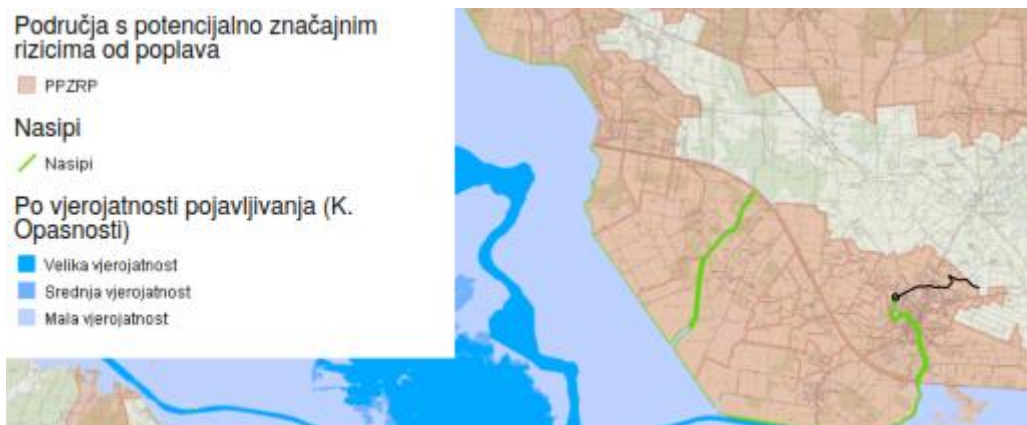 Područja s potencijalno značajnim
rizicima od poplava
PPZRP
Nasipi
Nasipi
Po vjerojatnosti pojavljivanja (K.
Opasnosti)
Velika vjerojatnost
Srednja vjerojatnost
Mala vjerojatnost